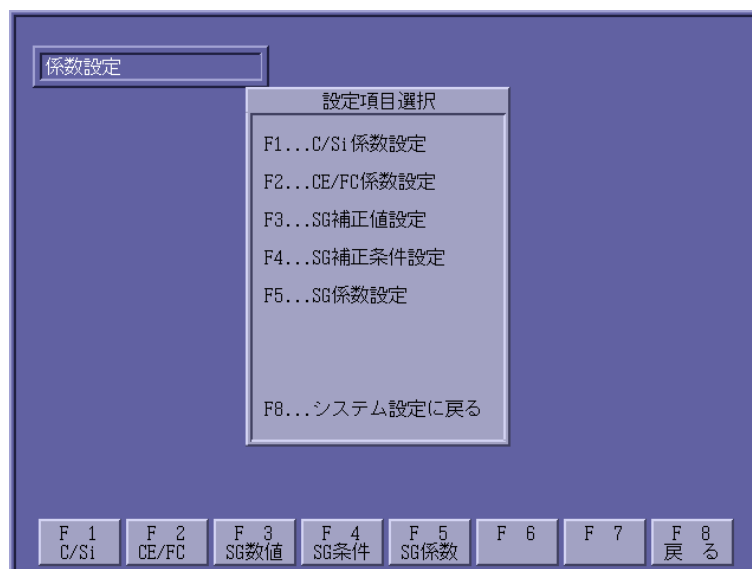 係数設定
設定項目選択
F1...C/Si係数設定
F2...CE/FC係数設定
F3...SG補正値設定
F4...SG補正条件設定
F5...SG係数設定
F8...システム設定に戻る
F 1 F 2 F 3 F 4 F 5 F 6 F 7 F 8
C/Si CE/FC SG数値 SG条件 SG係数 戻 る